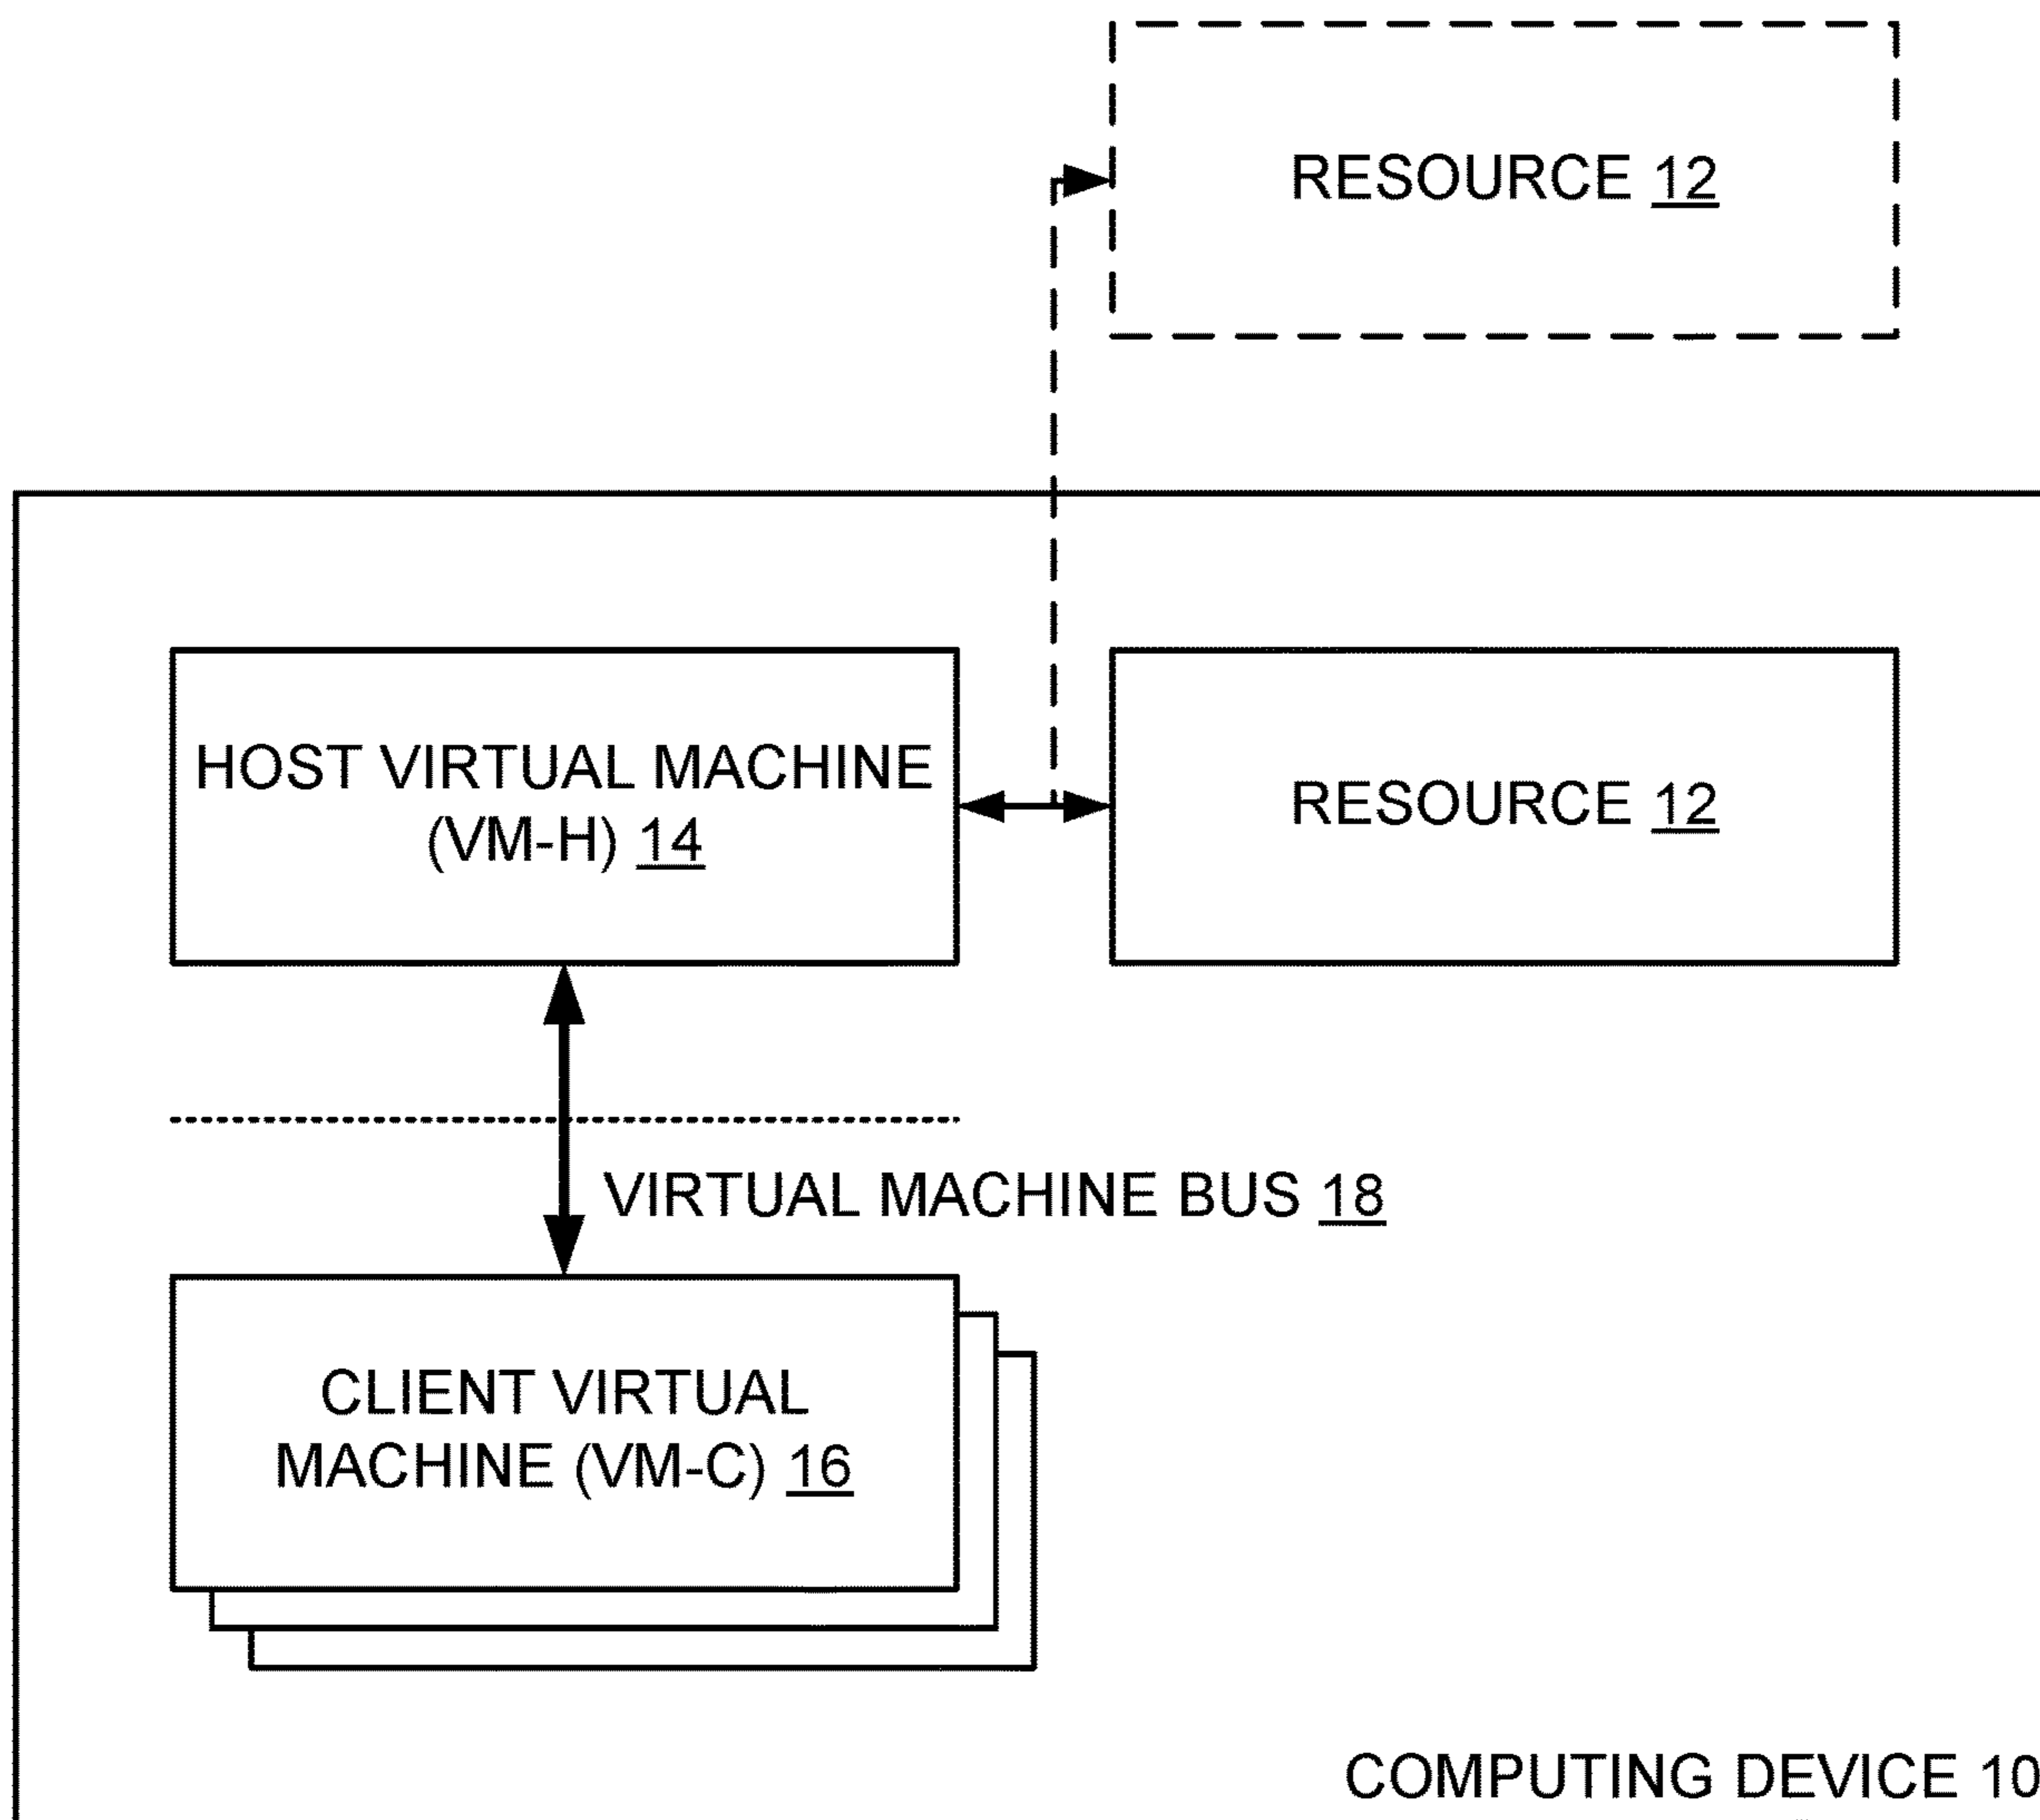 RESOURCE 12
HOST VIRTUAL MACHINE
(VM-H) 14
RESOURCE 12
VIRTUAL MACHINE BUS 18
CLIENT VIRTUAL
MACHINE (VM-C) 16
COMPUTING DEVICE 10